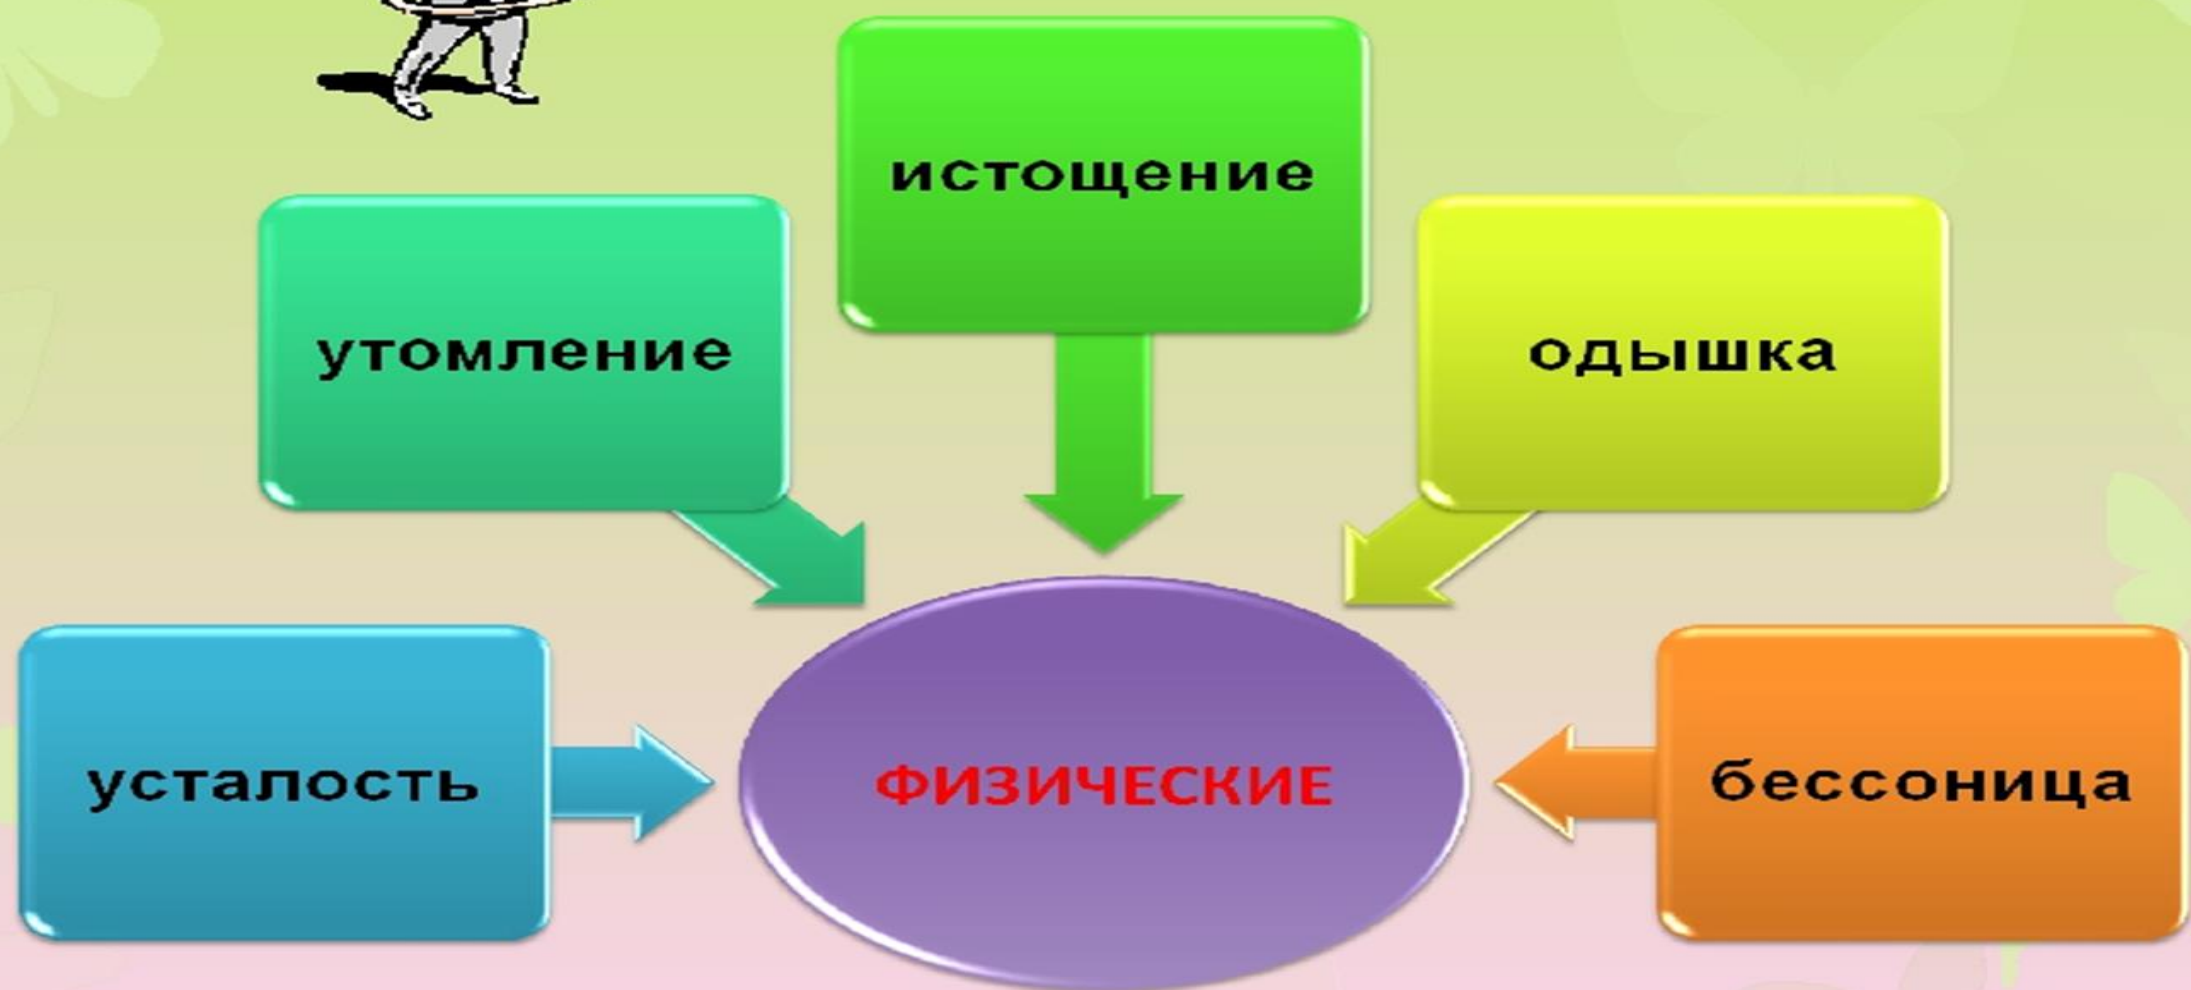 истощение
утомление
одышка
усталость
ФИЗИЧЕСКИЕ
бессоница